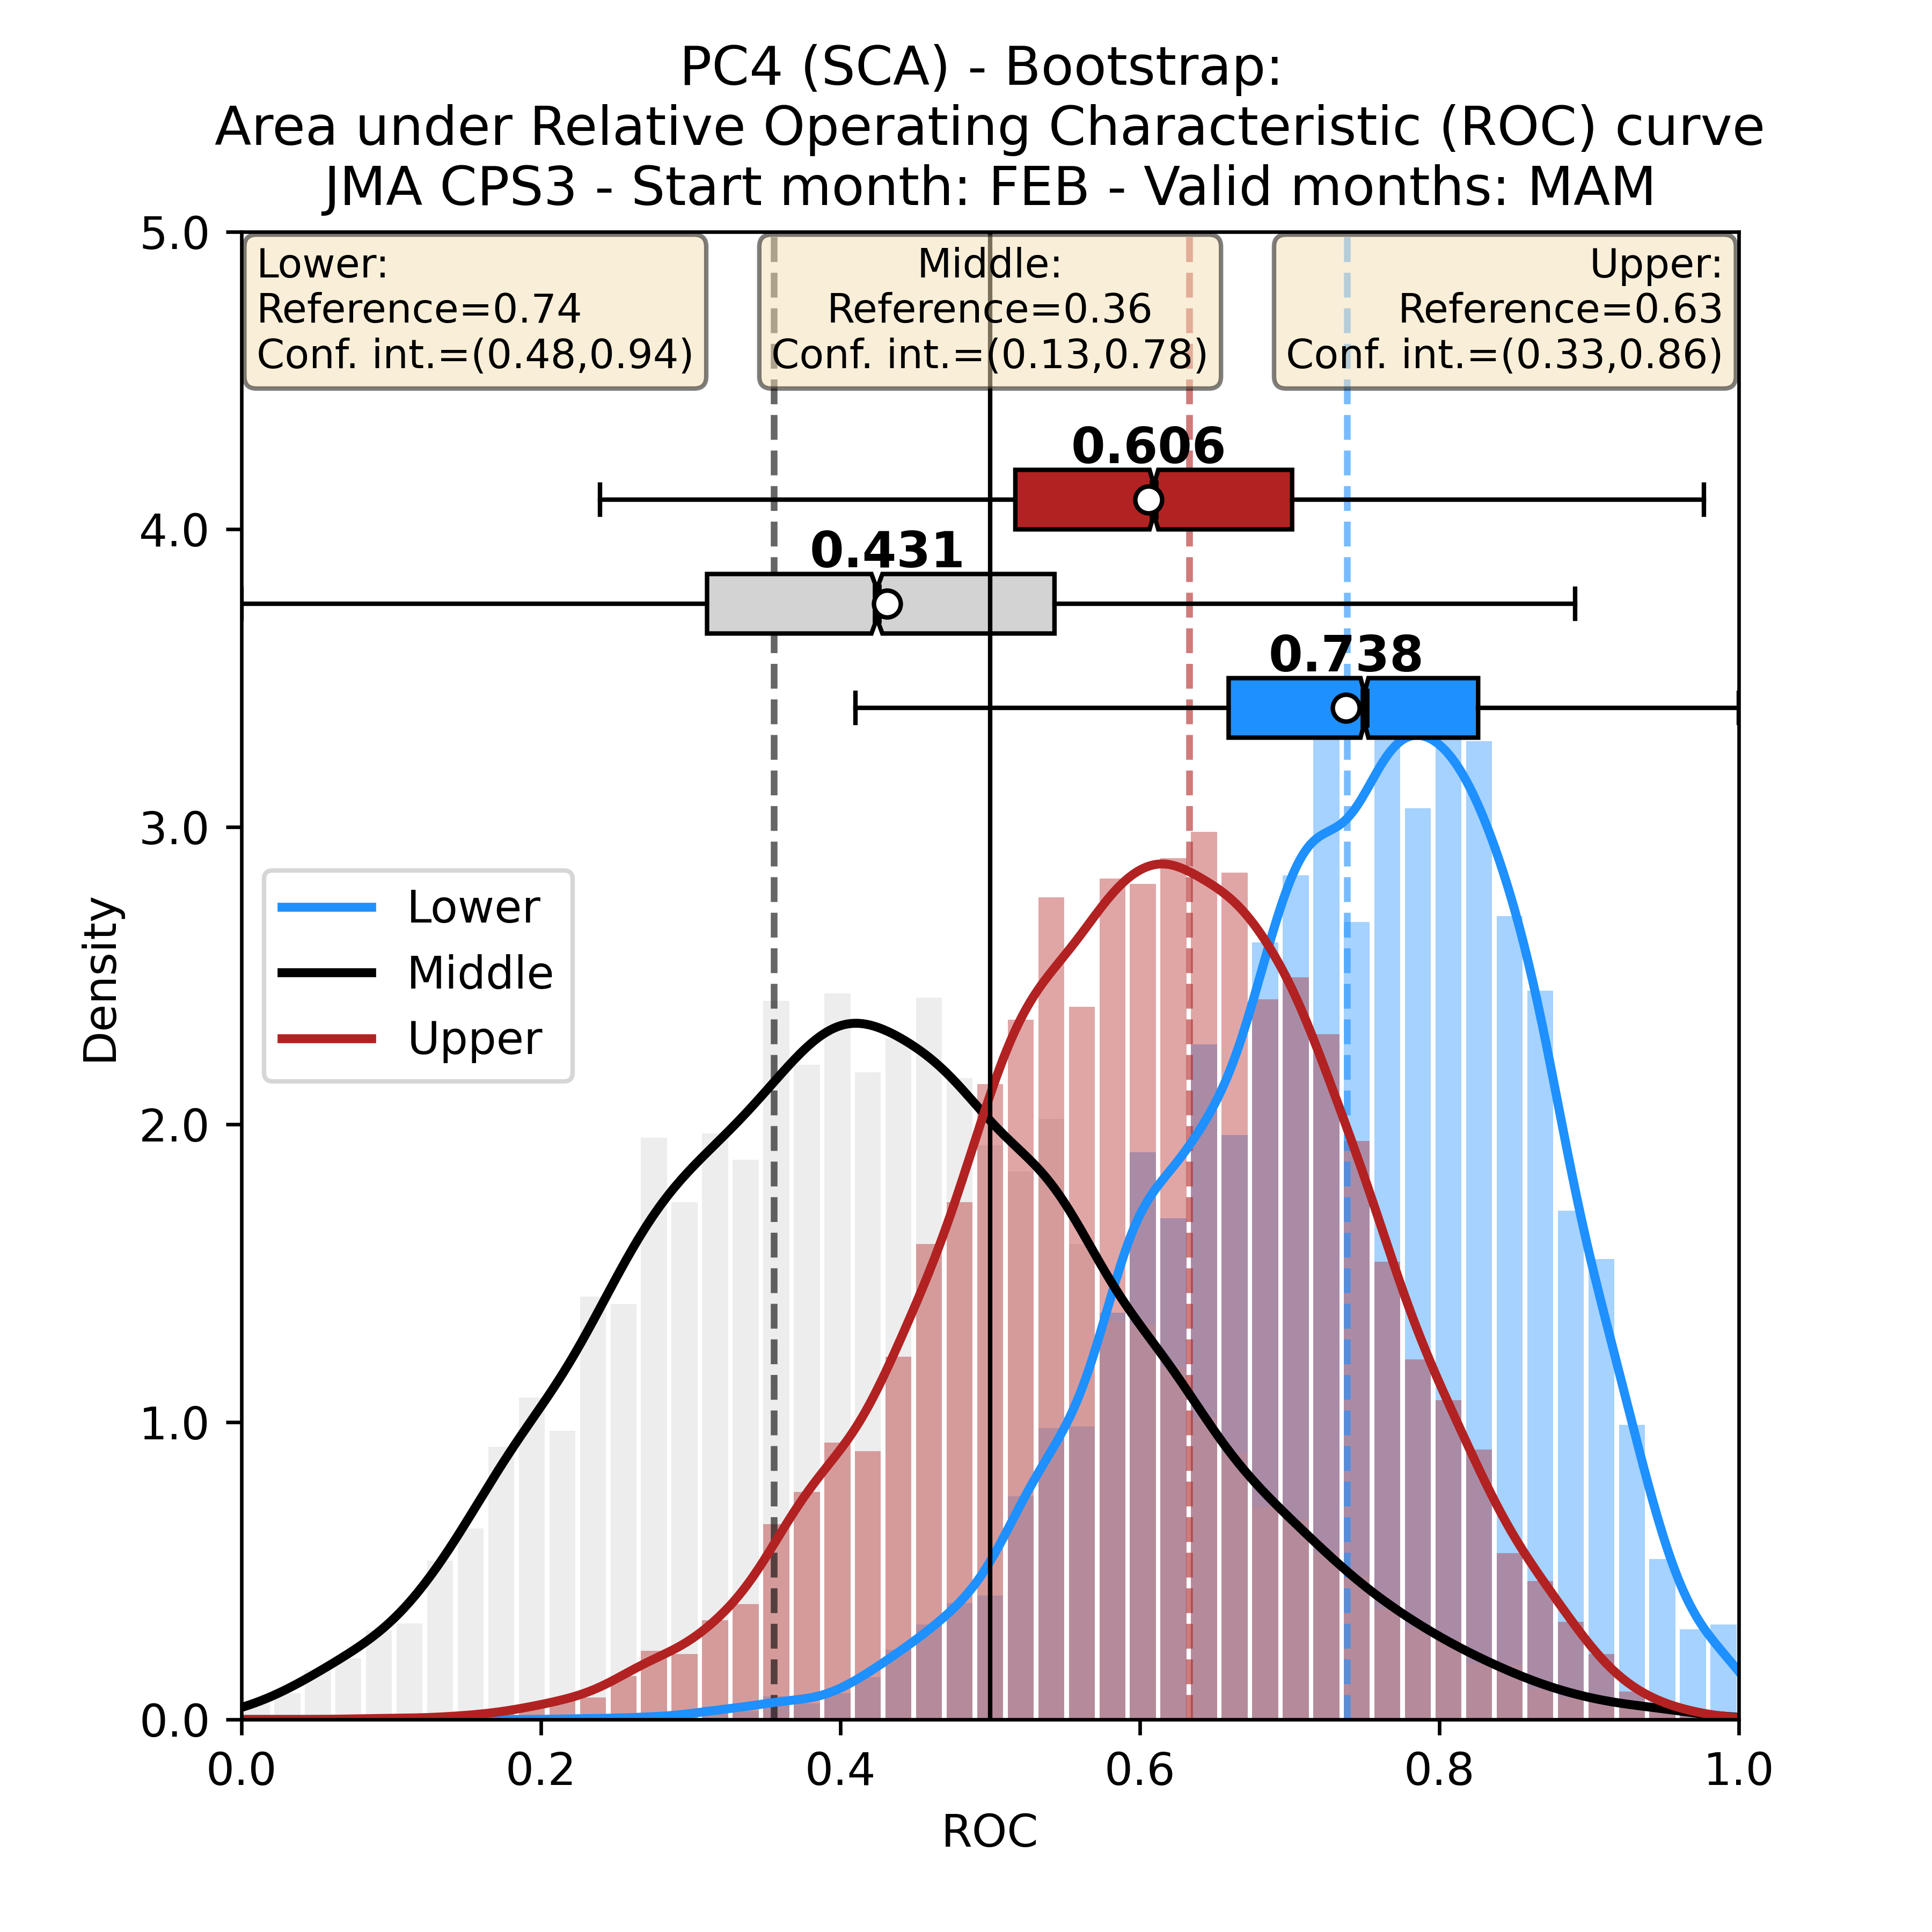 PC4 (SCA) - Bootstrap:
Area under Relative Operating Characteristic (ROC) curve
JMA CPS3 - Start month: FEB - Valid months: MAM
Lower:
Reference=0.74
Conf. int.=(0.48,0.94)
Middle:
Reference=0.36
Conf. int.=(0.13,0.78)
Upper:
Reference=0.63
Conf. int.=(0.33,0.86)
0.606
0.431
0.738
Lower
Middle
Upper
Density
5.0
4.0
3.0
2.0
1.0
0.0
0.0
0.2
0.4
0.6
0.8
1.0
ROC